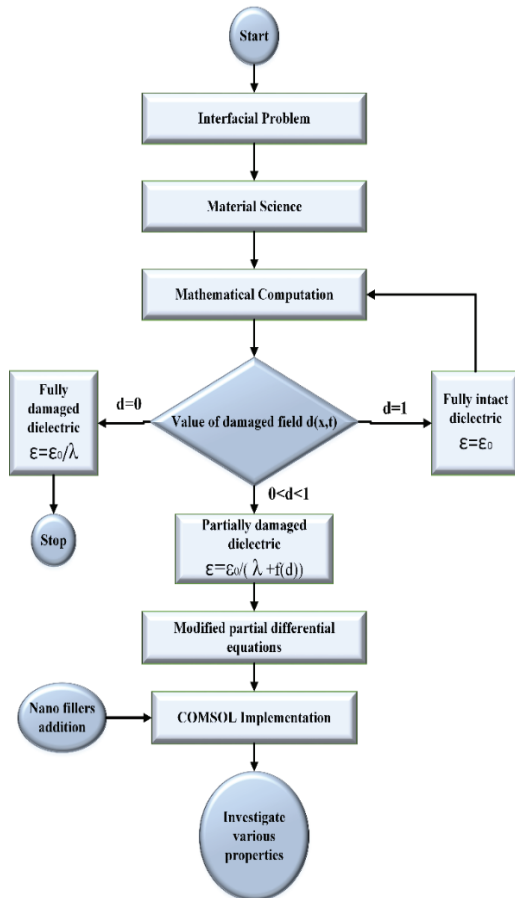 Start
Interfacial Problem
Material Science
Mathematical Computation
Fully
damaged
dielectric
ε=ε₀/λ
d=0
Value of damaged field d(x,t)
d=1
Fully intact
dielectric
ε=ε₀
Stop
0<d<1
Partially damaged
dielectric
ε=ε₀/( λ +f(d))
Modified partial differential
equations
Nano fillers
addition
COMSOL Implementation
Investigate
various
properties